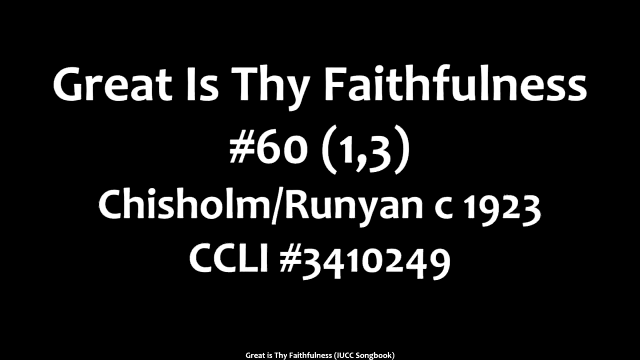 Great Is Thy Faithfulness
#60 (1,3)
Chisholm/Runyan c 1923
CCLI #3410249
Great is Thy Faithfulness (IUCC Songbook)